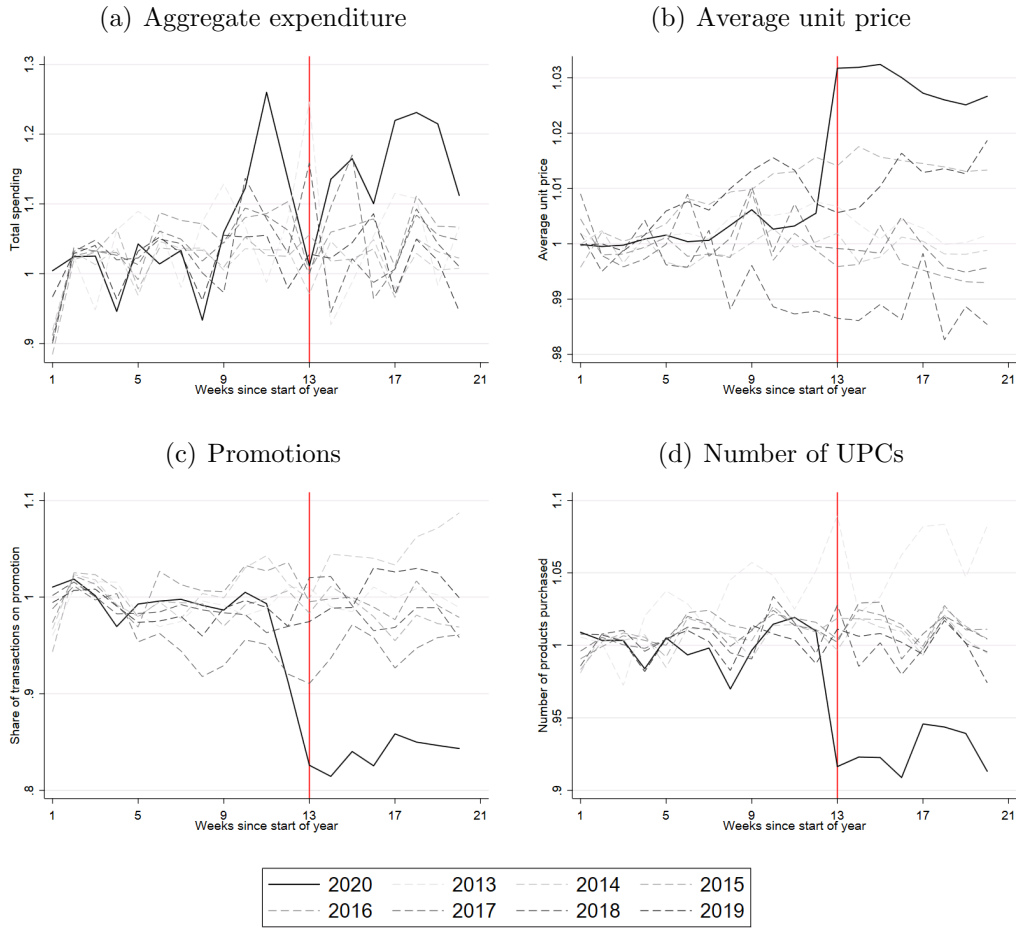 (a) Aggregate expenditure
(b) Average unit price
Total spending
1.3
1.2
1.1
1
.9
1 5 9 13 17 21
Weeks since start of year
Average unit price
1.03
1.02
1.01
1
.99
.98
1 5 9 13 17 21
Weeks since start of year
(c) Promotions
(d) Number of UPCs
Share of transactions on promotion
1.1
1
.9
.8
1 5 9 13 17 21
Weeks since start of year
Number of products purchased
1.1
1.05
1
.95
.9
1 5 9 13 17 21
Weeks since start of year
2020 2013 2014 2015
2016 2017 2018 2019